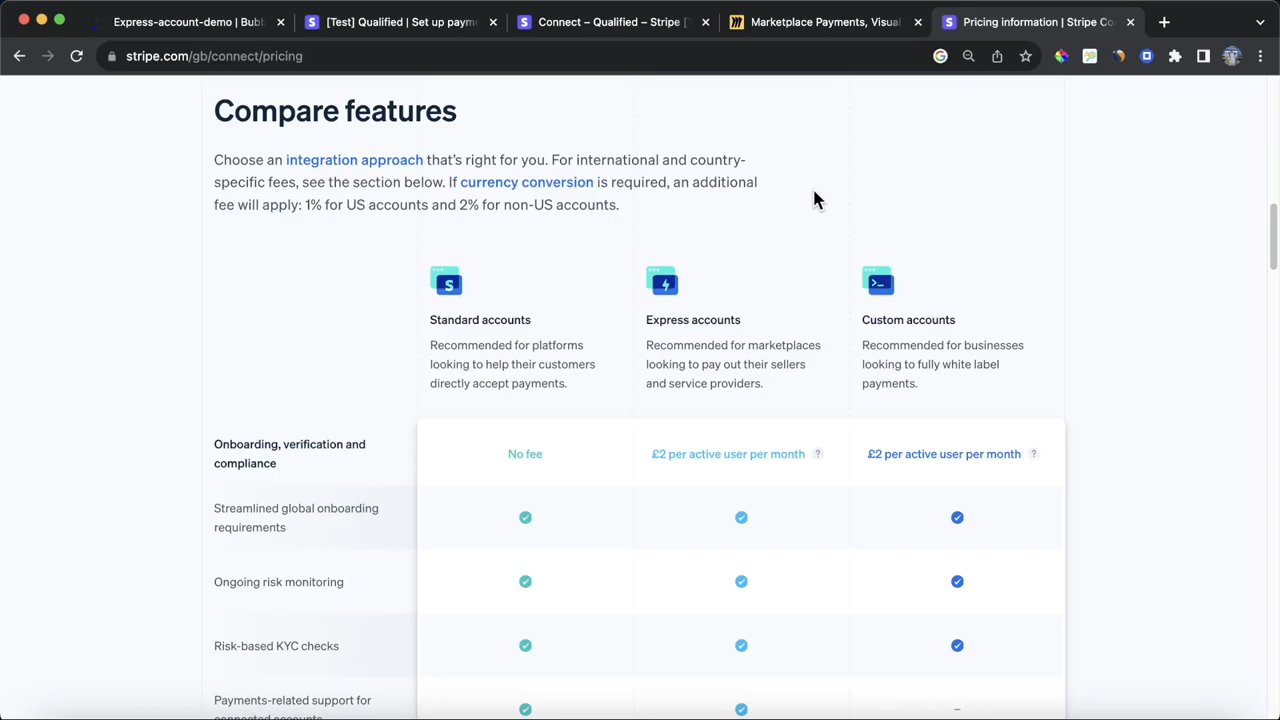 Express-account-demo | Bubb
[Test] Qualified | Set up paym
Connect – Qualified – Stripe [T
Marketplace Payments, Visual
Pricing information | Stripe Co
stripe.com/gb/connect/pricing
Compare features
Choose an integration approach that's right for you. For international and country-
specific fees, see the section below. If currency conversion is required, an additional
fee will apply: 1% for US accounts and 2% for non-US accounts.
Standard accounts
Recommended for platforms
looking to help their customers
directly accept payments.
Express accounts
Recommended for marketplaces
looking to pay out their sellers
and service providers.
Custom accounts
Recommended for businesses
looking to fully white label
payments.
Onboarding, verification and
compliance
No fee
£2 per active user per month ?
£2 per active user per month ?
Streamlined global onboarding
requirements
Ongoing risk monitoring
Risk-based KYC checks
Payments-related support for
connected accounts